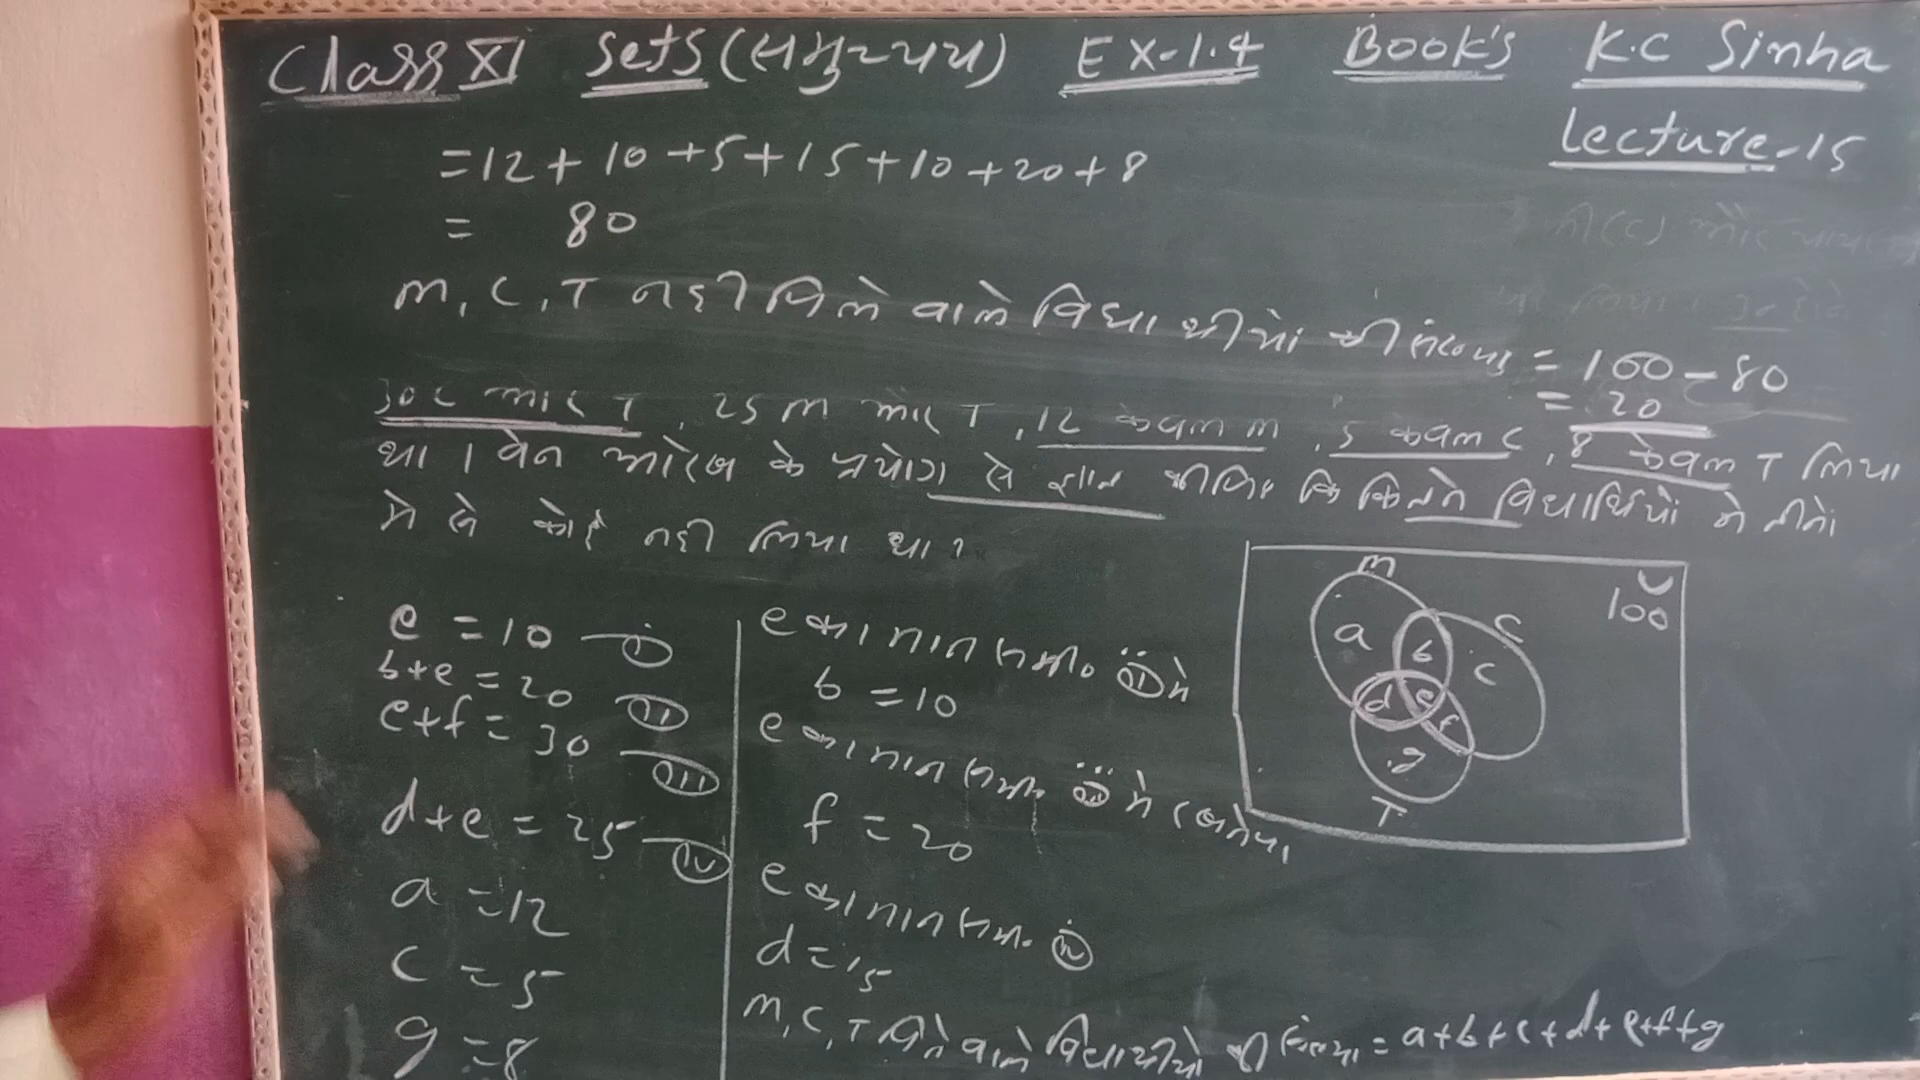 Class XI Sets (समुच्चय) EX-1.4 Book's K.C Sinha
Lecture-15
=12+10+5+15+10+20+8
= 80
M, C, T नही पिने वाले विद्यार्थीयों की संख्या = 100-80
= 20
30 C और T, 25 M और T, 12 केवल M, 5 केवल C, 8 केवल T लिया
था। वेन आरेख के प्रयोग से ज्ञात कीजिए कि कितने विद्यार्थियों ने तीनों
में से कोई नही लिया था?
e = 10 — (i)
b+e = 20 (ii)
e+f = 30 — (iii)
d+e = 25 — (iv)
a = 12
c = 5
g = 8
e का मान समी० (ii) में
b = 10
e का मान समी० (iii) में
f = 20
e का मान समी० (iv)
d = 15
M, C, T पिने वाले विद्यार्थीयों की संख्या = a+b+c+d+e+f+g
M
U
100
C
a
b
c
d
e
f
g
T